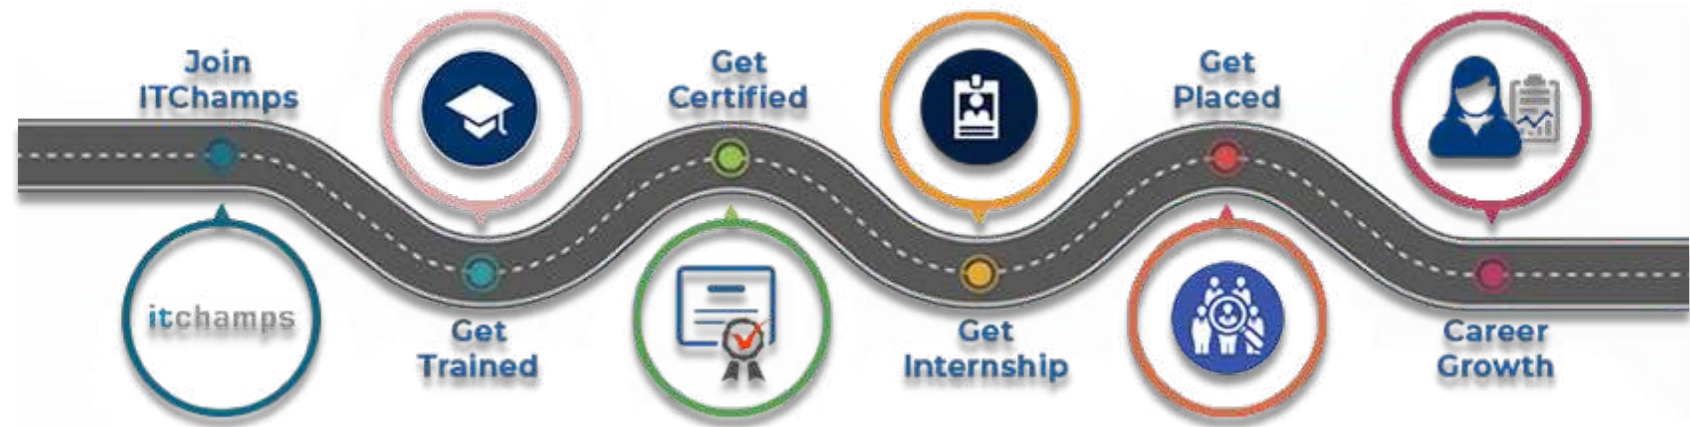 Join
ITChamps
itchamps
Get
Trained
Get
Certified
Get
Internship
Get
Placed
Career
Growth